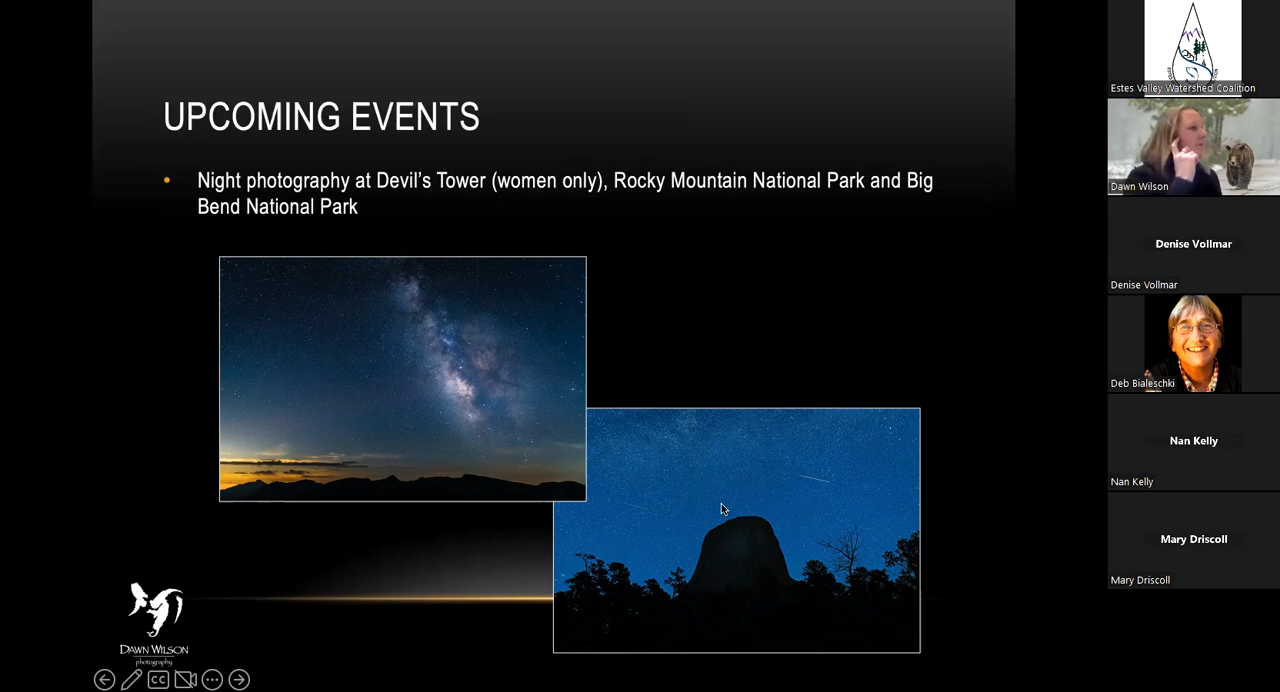 UPCOMING EVENTS
• Night photography at Devil's Tower (women only), Rocky Mountain National Park and Big
Bend National Park
DAWN WILSON
photography
CC
Estes Valley Watershed Coalition
Dawn Wilson
Denise Vollmar
Denise Vollmar
Deb Bialeschki
Nan Kelly
Nan Kelly
Mary Driscoll
Mary Driscoll